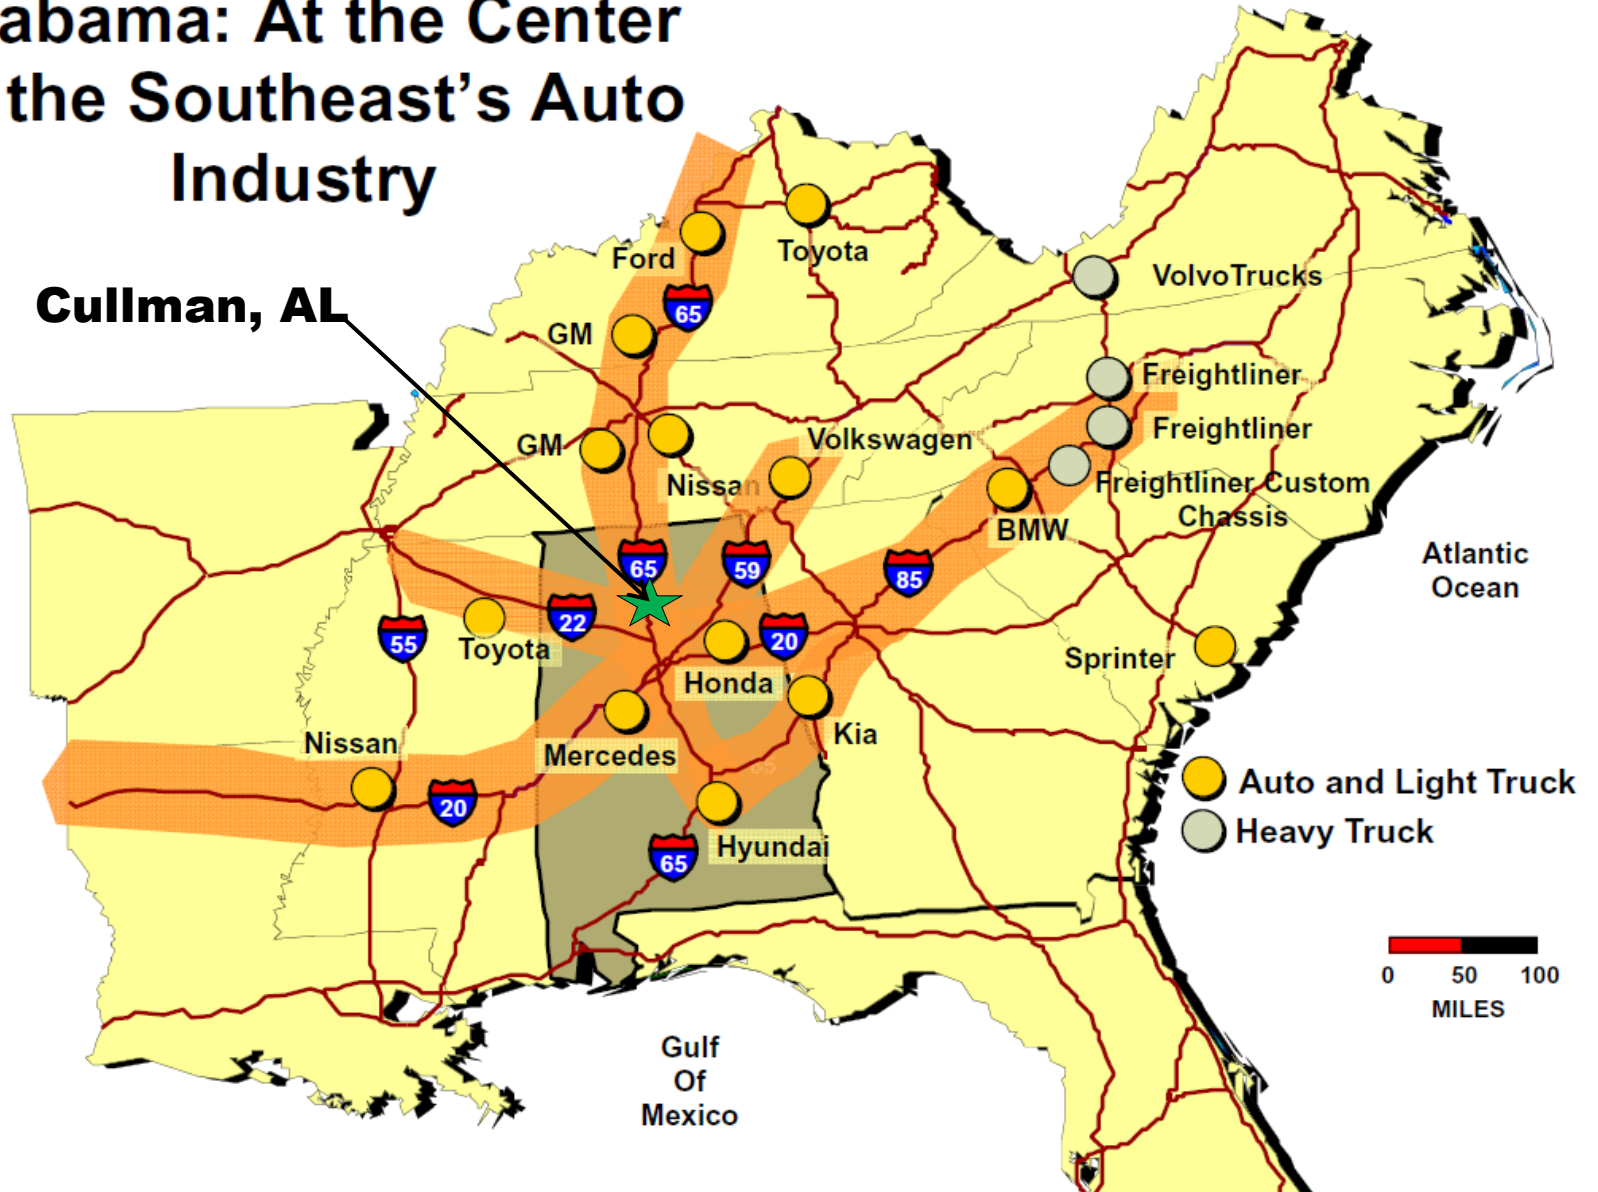 abama: At the Center
the Southeast's Auto
Industry
Cullman, AL
Ford
Toyota
VolvoTrucks
65
GM
Freightliner
Freightliner
GM
Volkswagen
Nissan
Freightliner Custom
Chassis
BMW
Atlantic
Ocean
65
59
85
22
20
55
Toyota
Honda
Sprinter
Nissan
Mercedes
Kia
85
20
Hyundai
65
Auto and Light Truck
Heavy Truck
0 50 100
MILES
Gulf
Of
Mexico